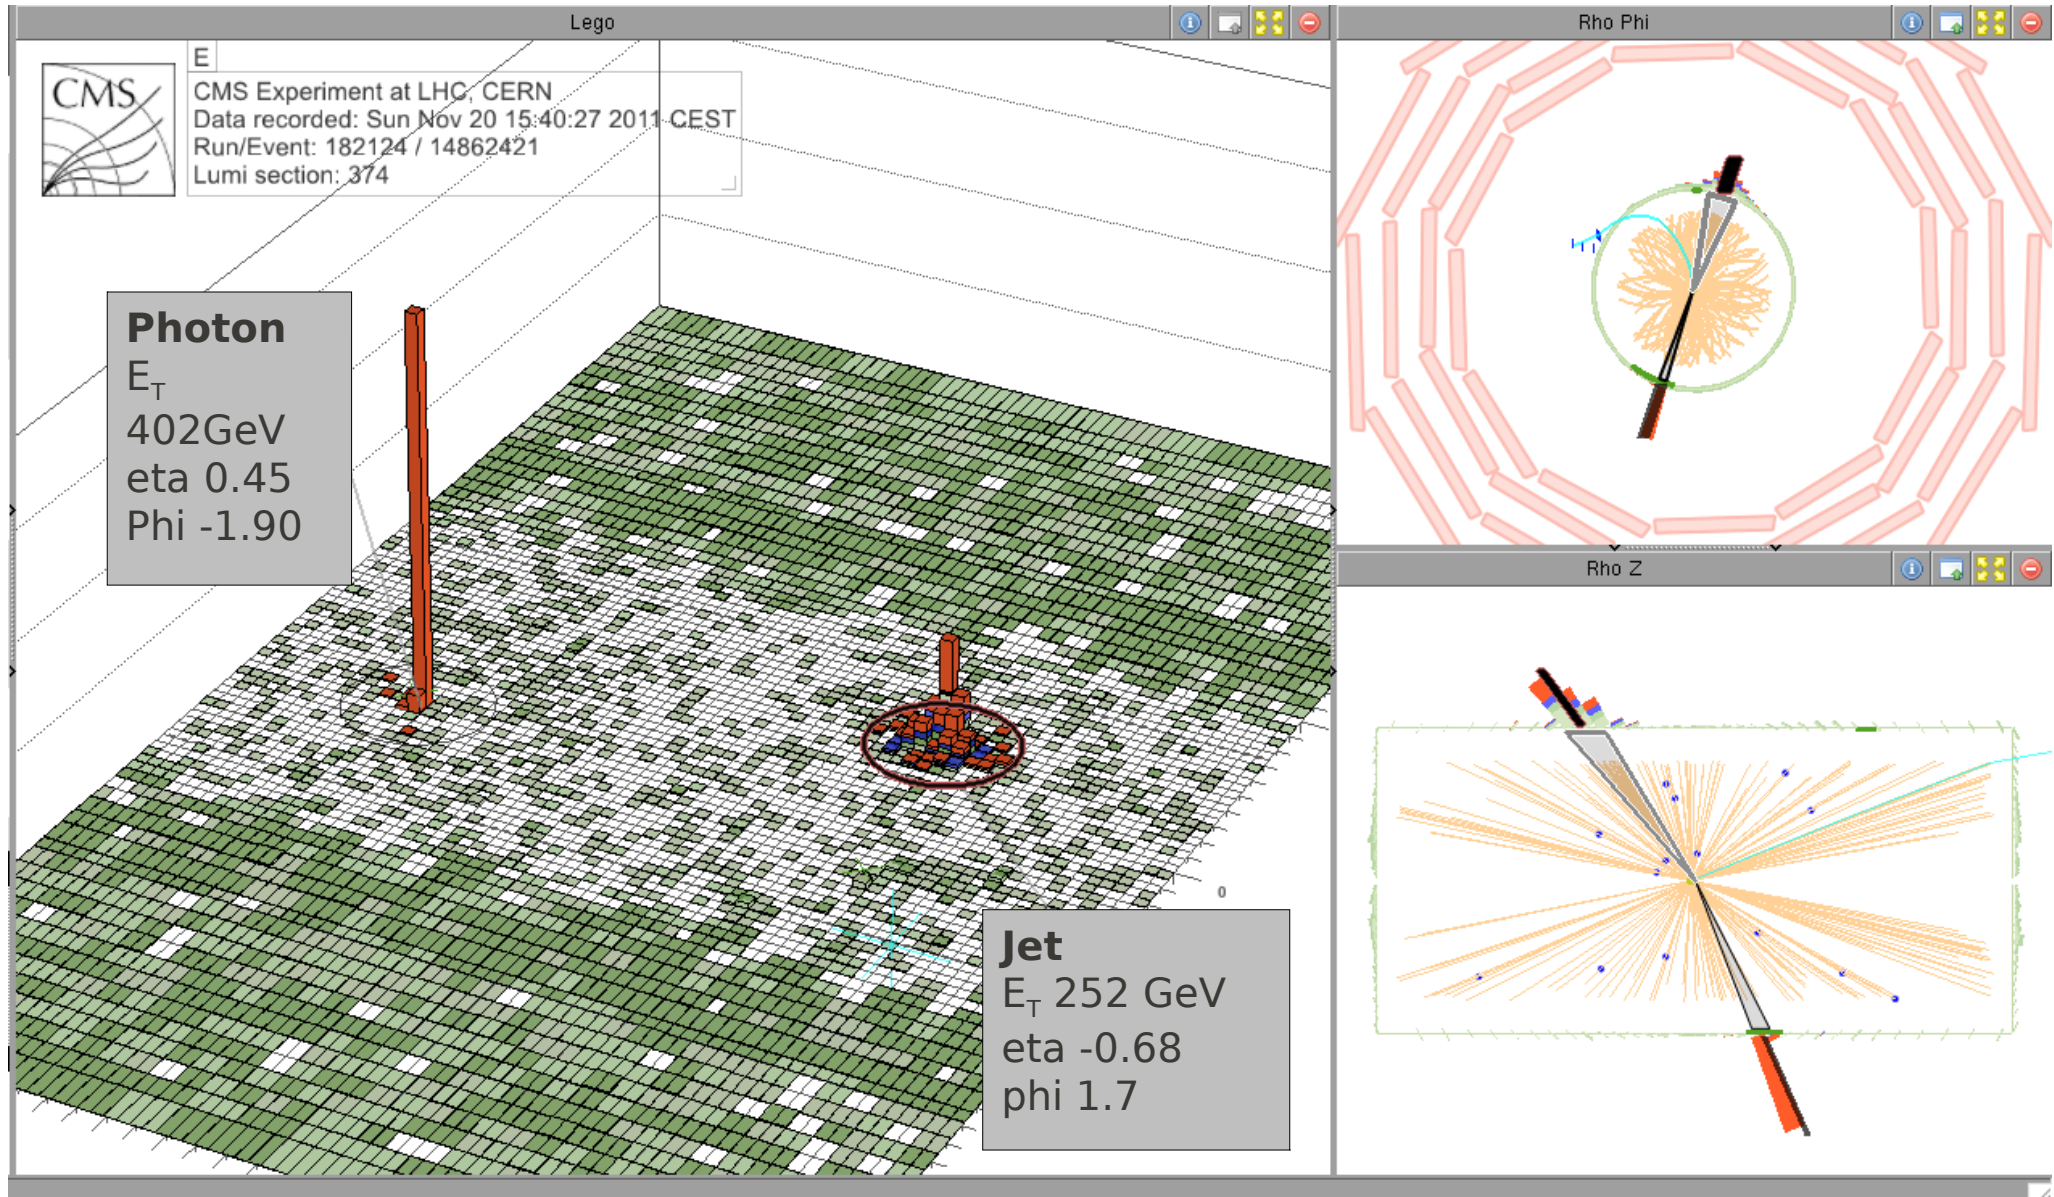 Lego
E
CMS
CMS Experiment at LHC, CERN
Data recorded: Sun Nov 20 15:40:27 2011 CEST
Run/Event: 182124 / 14862421
Lumi section: 374
Photon
E_T
402GeV
eta 0.45
Phi -1.90
0
Jet
E_T 252 GeV
eta -0.68
phi 1.7
Rho Phi
Rho Z